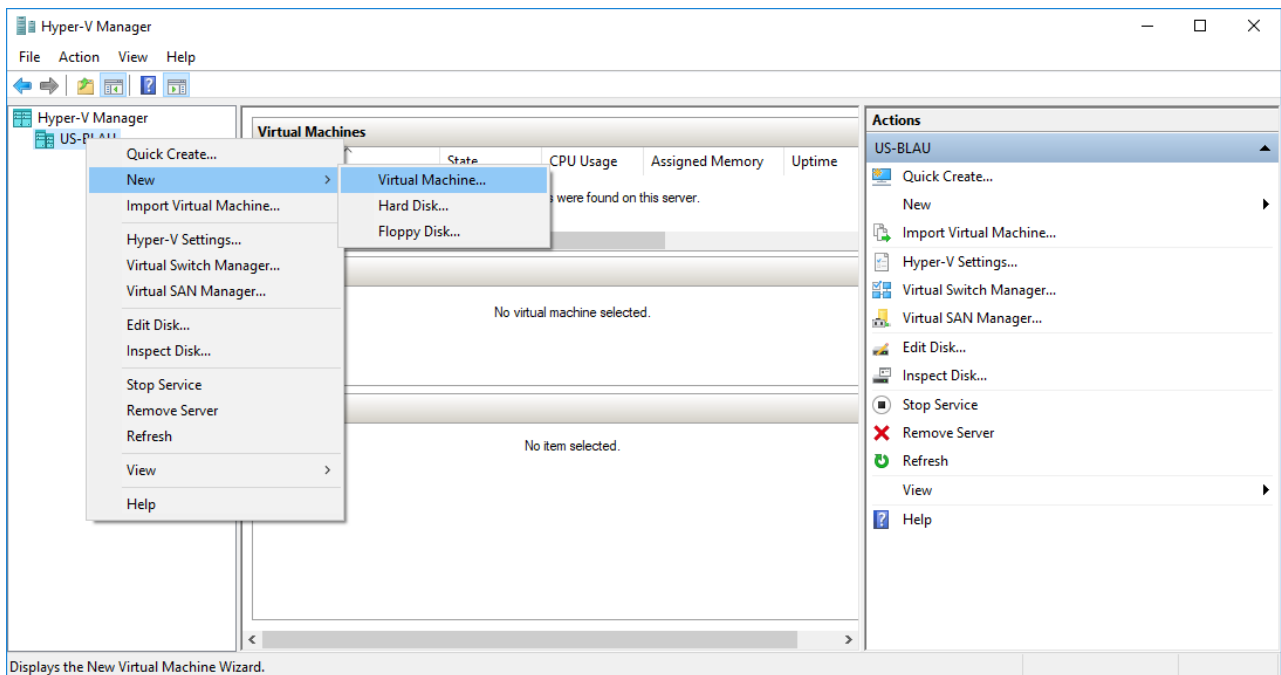 Hyper-V Manager
File Action View Help
Hyper-V Manager
US-BLAU
Quick Create...
New
Import Virtual Machine...
Hyper-V Settings...
Virtual Switch Manager...
Virtual SAN Manager...
Edit Disk...
Inspect Disk...
Stop Service
Remove Server
Refresh
View
Help
Virtual Machine...
Hard Disk...
Floppy Disk...
Virtual Machines
State CPU Usage Assigned Memory Uptime
were found on this server.
No virtual machine selected.
No item selected.
Actions
US-BLAU
Quick Create...
New
Import Virtual Machine...
Hyper-V Settings...
Virtual Switch Manager...
Virtual SAN Manager...
Edit Disk...
Inspect Disk...
Stop Service
Remove Server
Refresh
View
Help
Displays the New Virtual Machine Wizard.